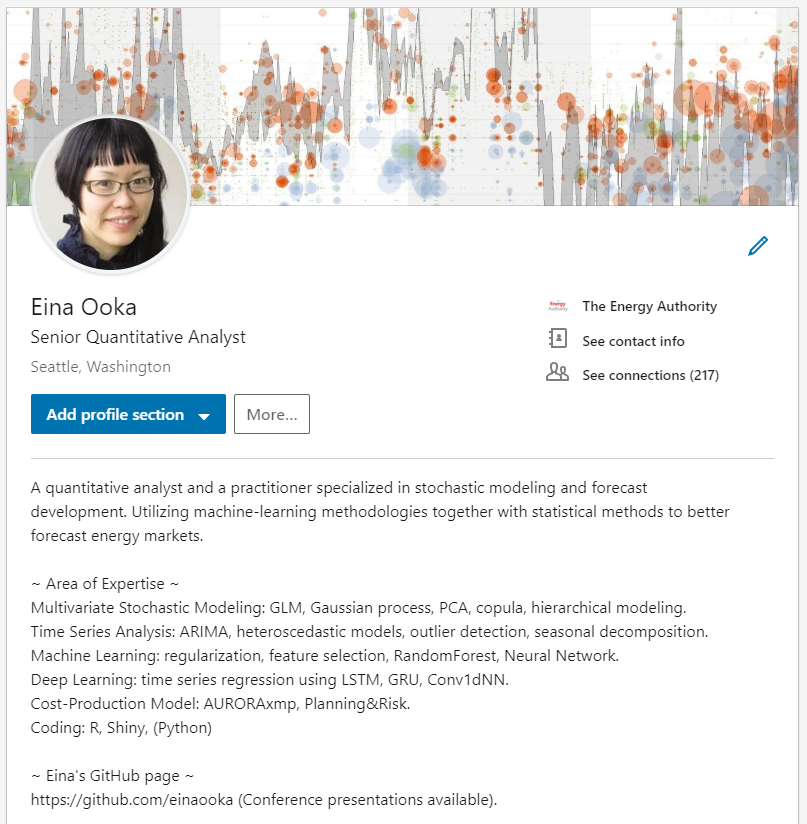 Eina Ooka
Senior Quantitative Analyst
Seattle, Washington
Add profile section
More...
Energy
Authority
The Energy Authority
See contact info
See connections (217)
A quantitative analyst and a practitioner specialized in stochastic modeling and forecast
development. Utilizing machine-learning methodologies together with statistical methods to better
forecast energy markets.
~ Area of Expertise ~
Multivariate Stochastic Modeling: GLM, Gaussian process, PCA, copula, hierarchical modeling.
Time Series Analysis: ARIMA, heteroscedastic models, outlier detection, seasonal decomposition.
Machine Learning: regularization, feature selection, RandomForest, Neural Network.
Deep Learning: time series regression using LSTM, GRU, Conv1dNN.
Cost-Production Model: AURORAxmp, Planning&Risk.
Coding: R, Shiny, (Python)
~ Eina's GitHub page ~
https://github.com/einaooka (Conference presentations available).